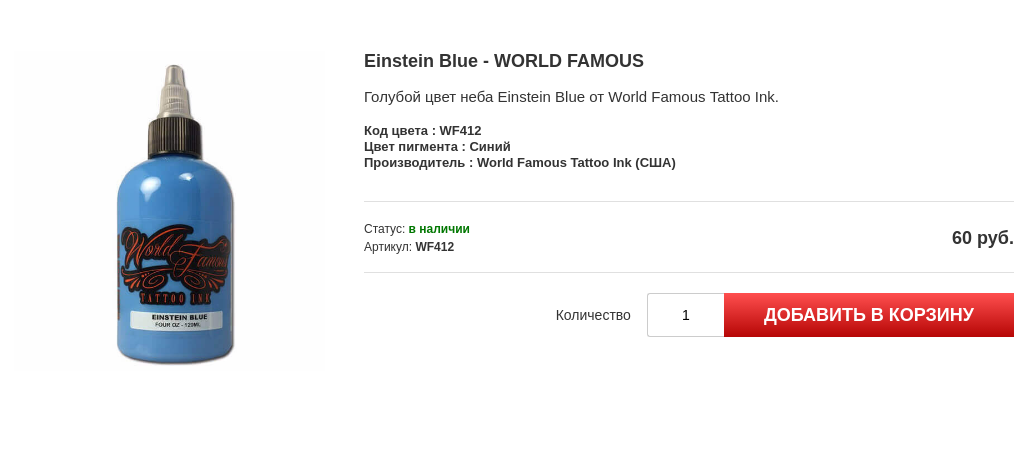 Einstein Blue - WORLD FAMOUS
Голубой цвет неба Einstein Blue от World Famous Tattoo Ink.
Код цвета : WF412
Цвет пигмента : Синий
Производитель : World Famous Tattoo Ink (США)
Статус: в наличии
Артикул: WF412
60 руб.
Количество 1 ДОБАВИТЬ В КОРЗИНУ
World Famous
TATTOO INK
EINSTEIN BLUE
FOUR OZ - 120ML